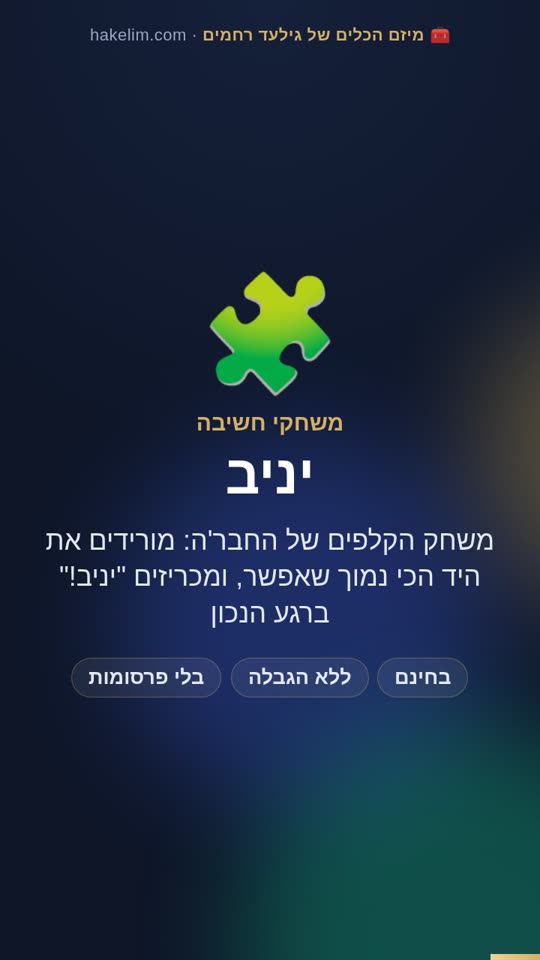 🧰 מיזם הכלים של גילעד רחמים · hakelim.com
משחקי חשיבה
יניב
משחק הקלפים של החבר'ה: מורידים את
היד הכי נמוך שאפשר, ומכריזים "יניב!"
ברגע הנכון
בחינם
ללא הגבלה
בלי פרסומות